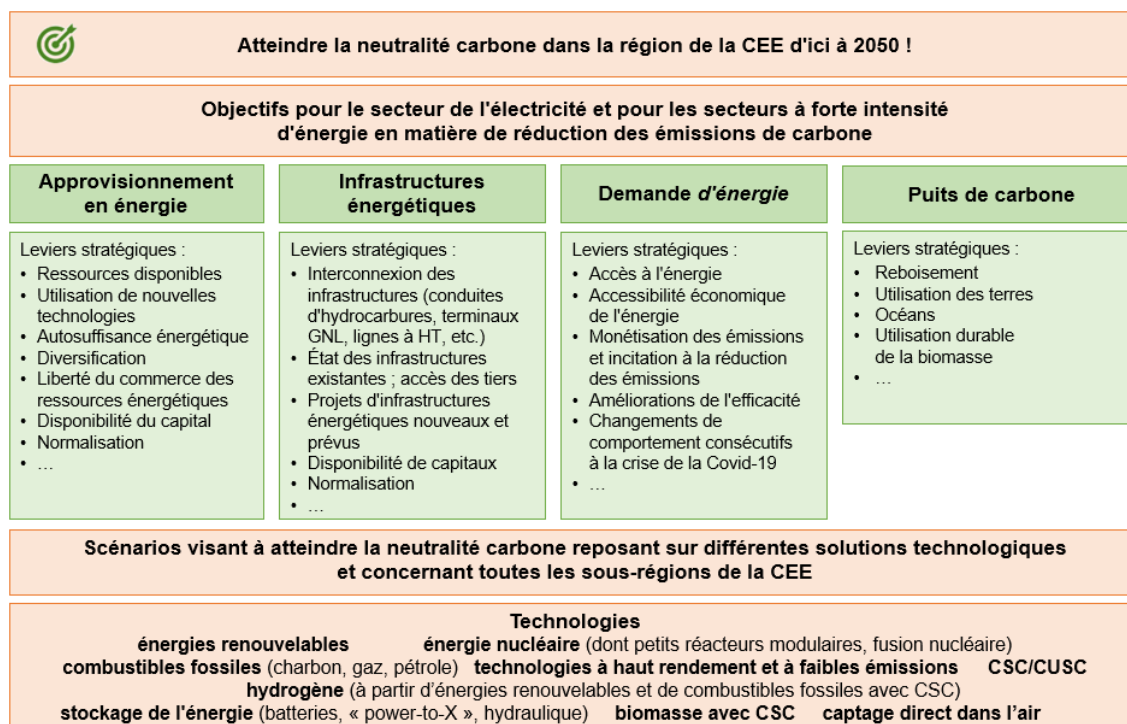 Atteindre la neutralité carbone dans la région de la CEE d'ici à 2050 !
Objectifs pour le secteur de l'électricité et pour les secteurs à forte intensité
d'énergie en matière de réduction des émissions de carbone
Approvisionnement
en énergie
Leviers stratégiques :
• Ressources disponibles
• Utilisation de nouvelles
technologies
• Autosuffisance énergétique
• Diversification
• Liberté du commerce des
ressources énergétiques
• Disponibilité du capital
• Normalisation
• …
Infrastructures
énergétiques
Leviers stratégiques :
• Interconnexion des
infrastructures (conduites
d'hydrocarbures, terminaux
GNL, lignes à HT, etc.)
• État des infrastructures
existantes ; accès des tiers
• Projets d'infrastructures
énergétiques nouveaux et
prévus
• Disponibilité de capitaux
• Normalisation
• …
Demande d'énergie
Leviers stratégiques :
• Accès à l'énergie
• Accessibilité économique
de l'énergie
• Monétisation des émissions
et incitation à la réduction
des émissions
• Améliorations de l'efficacité
• Changements de
comportement consécutifs
à la crise de la Covid-19
• …
Puits de carbone
Leviers stratégiques :
• Reboisement
• Utilisation des terres
• Océans
• Utilisation durable
de la biomasse
• …
Scénarios visant à atteindre la neutralité carbone reposant sur différentes solutions technologiques
et concernant toutes les sous-régions de la CEE
Technologies
énergies renouvelables énergie nucléaire (dont petits réacteurs modulaires, fusion nucléaire)
combustibles fossiles (charbon, gaz, pétrole) technologies à haut rendement et à faibles émissions CSC/CUSC
hydrogène (à partir d’énergies renouvelables et de combustibles fossiles avec CSC)
stockage de l'énergie (batteries, « power-to-X », hydraulique) biomasse avec CSC captage direct dans l’air